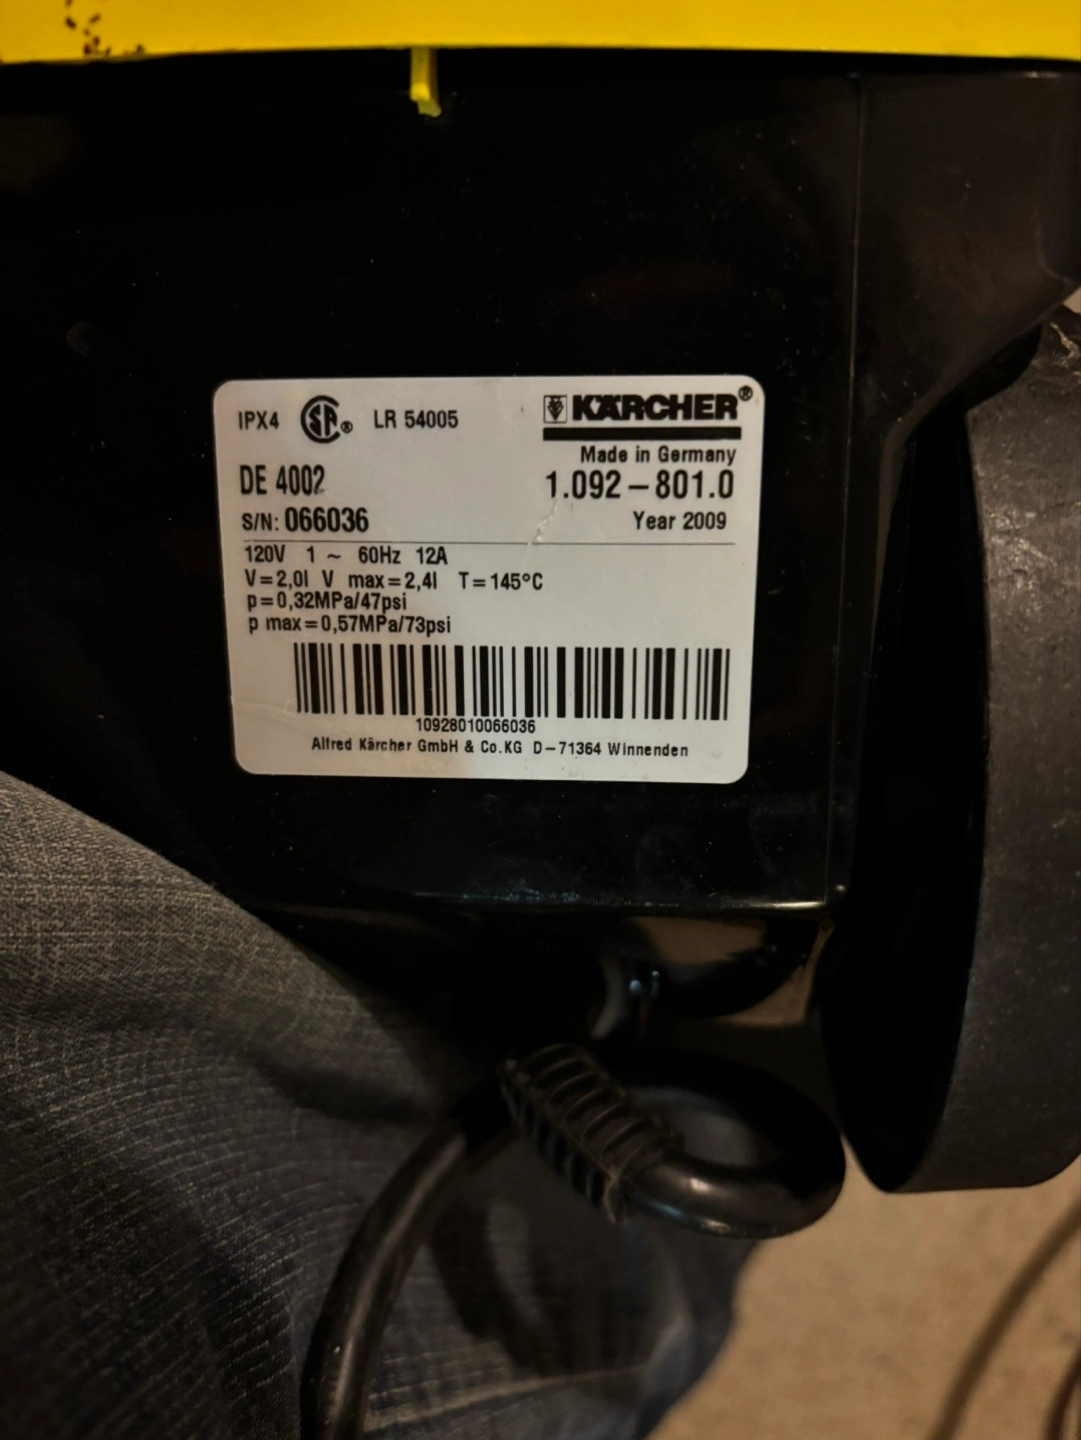 IPX4 SA® LR 54005 KÄRCHER®
Made in Germany
DE 4002 1.092-801.0
S/N: 066036 Year 2009
120V 1 ~ 60Hz 12A
V=2,0l V max=2,4l T=145°C
p=0,32MPa/47psi
p max=0,57MPa/73psi
10928010066036
Alfred Kärcher GmbH & Co.KG D-71364 Winnenden